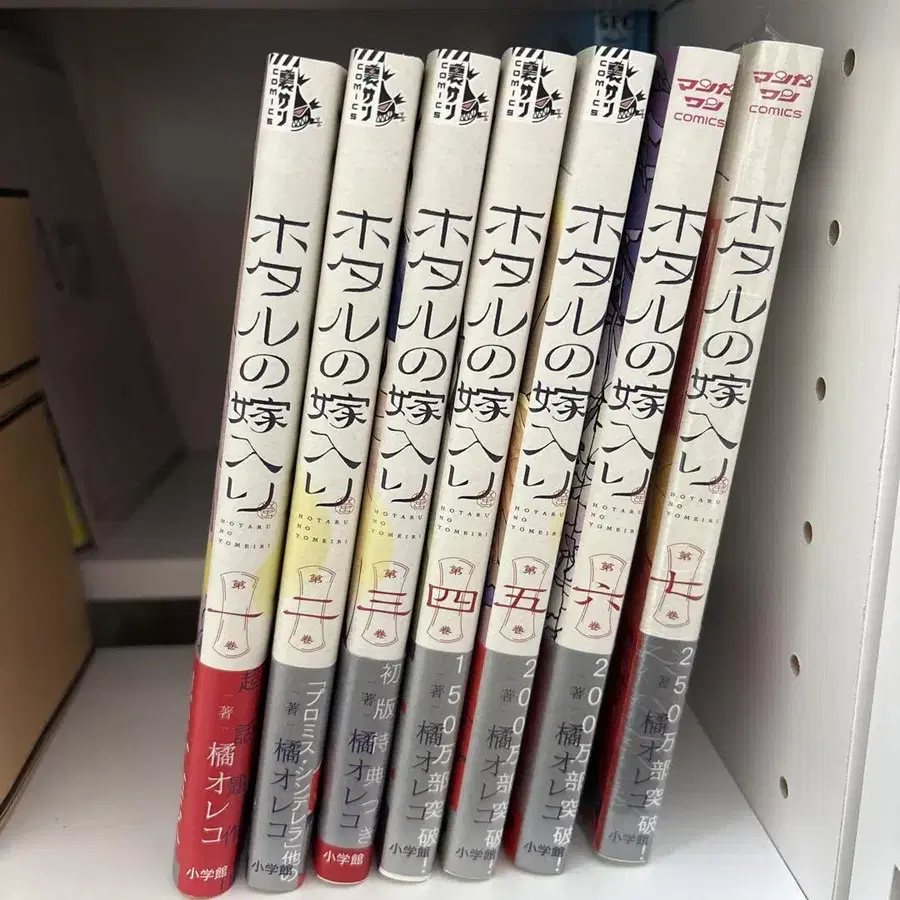 裏サン
COMICS
ホタルの嫁入り
HOTARU
NO
YOMEIRI
第一巻
超話題作
著
橘オレコ
小学館
裏サン
COMICS
ホタルの嫁入り
HOTARU
NO
YOMEIRI
第二巻
「プロミス・シンデレラ」他の
著
橘オレコ
小学館
裏サン
COMICS
ホタルの嫁入り
HOTARU
NO
YOMEIRI
第三巻
初版特典つき
著
橘オレコ
小学館
裏サン
COMICS
ホタルの嫁入り
HOTARU
NO
YOMEIRI
第四巻
150万部突破!
著
橘オレコ
小学館
裏サン
COMICS
ホタルの嫁入り
HOTARU
NO
YOMEIRI
第五巻
200万部突破!
著
橘オレコ
小学館
裏サン
COMICS
ホタルの嫁入り
HOTARU
NO
YOMEIRI
第六巻
200万部突破!
著
橘オレコ
小学館
マンガワン
COMICS
ホタルの嫁入り
HOTARU
NO
YOMEIRI
第七巻
250万部突破!
著
橘オレコ
小学館
マンガワン
COMICS